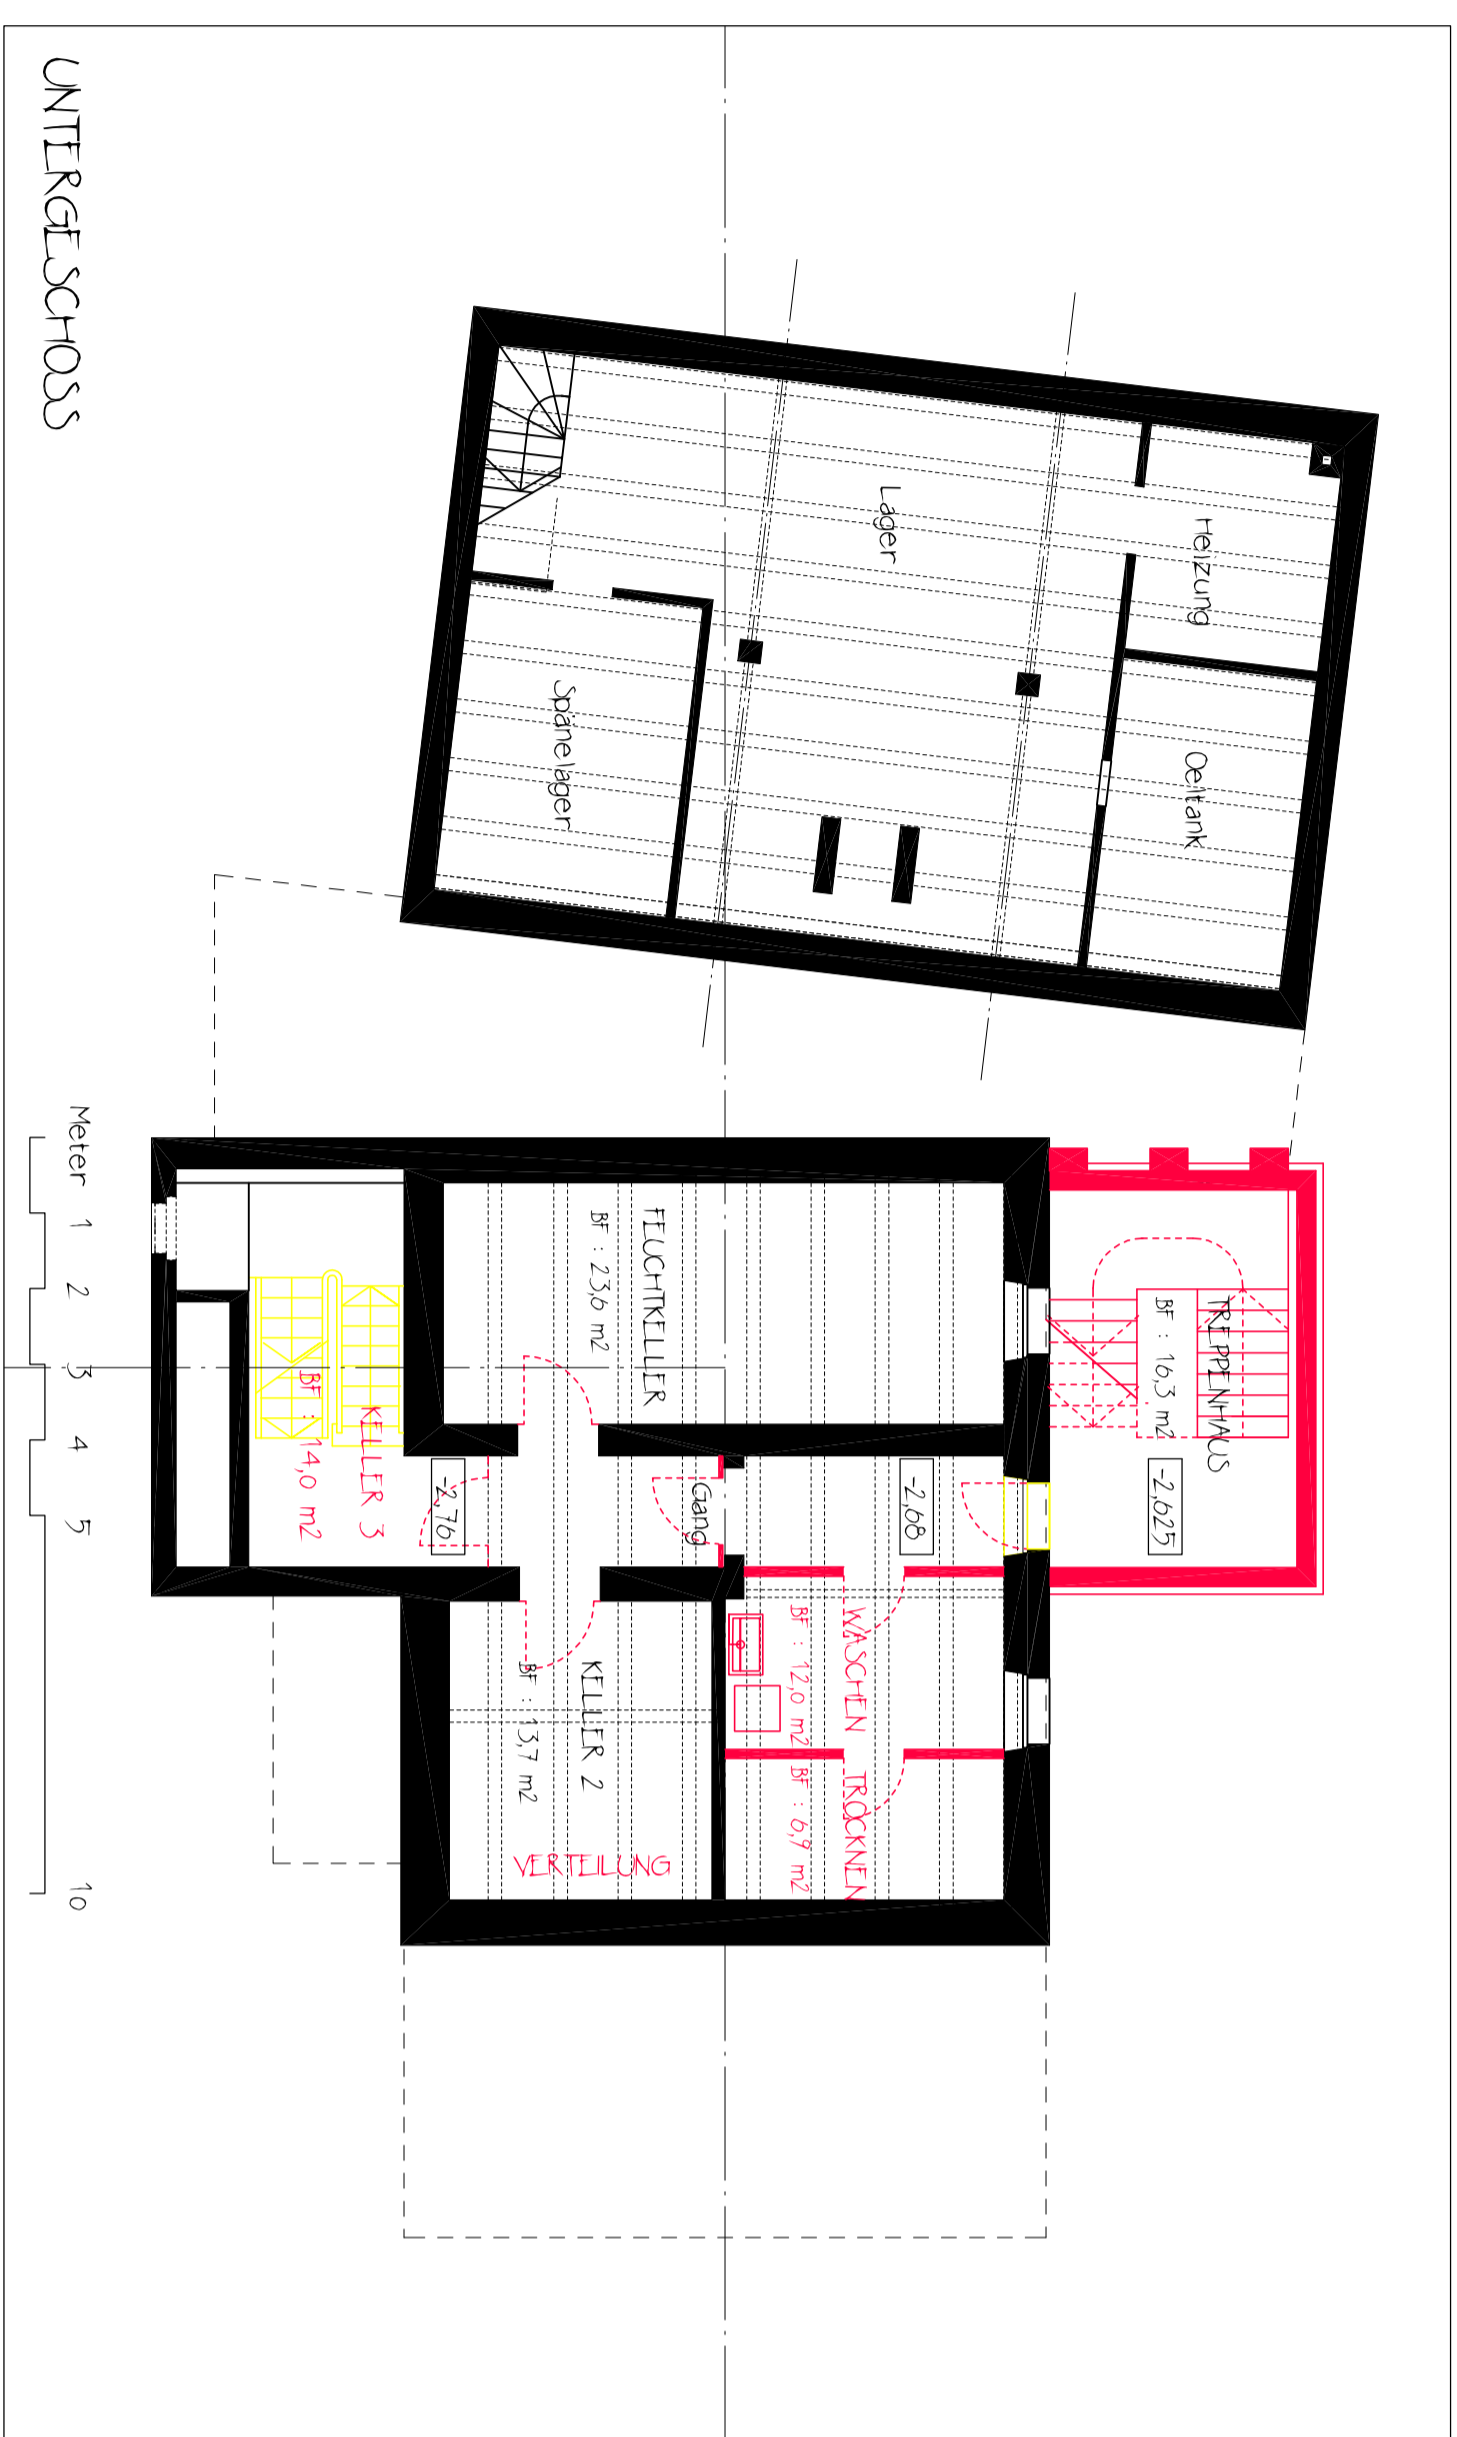 UNTERGESCHOSS
Heizung
Oeltank
Lager
Spänelager
TREPPENHAUS
BF : 16,3 m2
-2,625
-2,68
WASCHEN
BF : 12,0 m2
TROCKNEN
BF : 6,9 m2
Gang
FEUCHTKELLER
BF : 23,6 m2
KELLER 2
BF : 13,7 m2
VERTEILUNG
-2,76
KELLER 3
BF : 14,0 m2
Meter 1 2 3 4 5 10